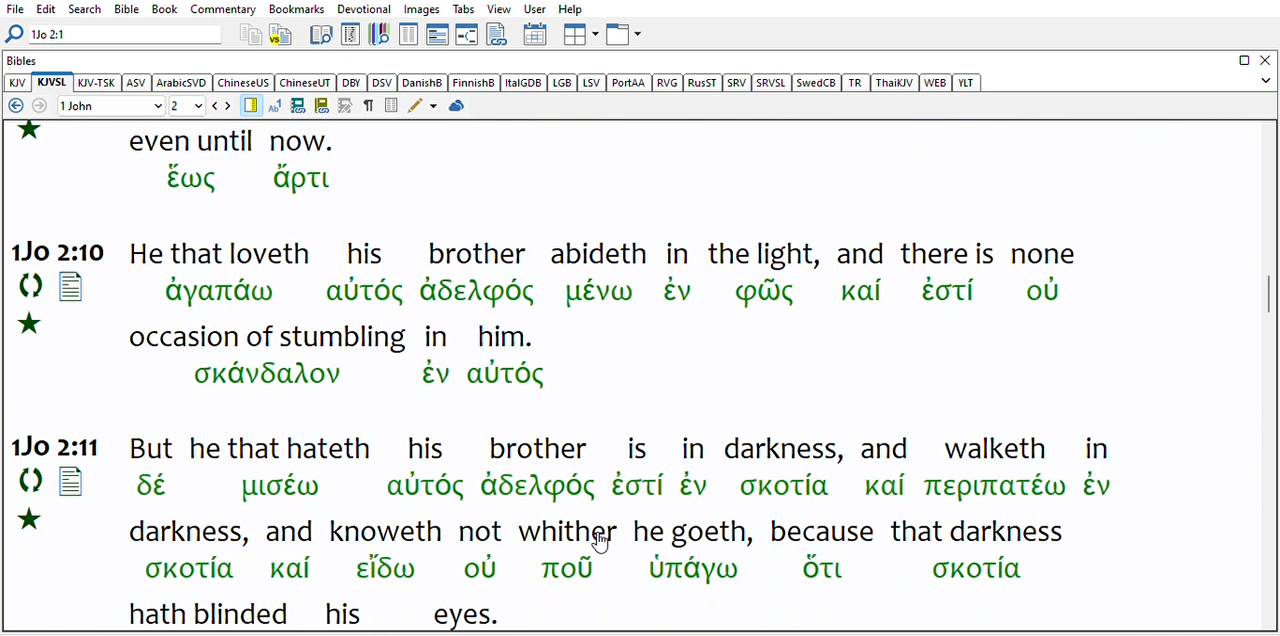 File Edit Search Bible Book Commentary Bookmarks Devotional Images Tabs View User Help
1Jo 2:1
Bibles
KJV KJVSL KJV-TSK ASV ArabicSVD ChineseUS ChineseUT DBY DSV DanishB FinnishB ItalGDB LGB LSV PortAA RVG RusST SRV SRVSL SwedCB TR ThaiKJV WEB YLT
1 John 2
even until now.
ἕως ἄρτι
1Jo 2:10 He that loveth his brother abideth in the light, and there is none
ἀγαπάω αὐτός ἀδελφός μένω ἐν φῶς καί ἐστί οὐ
occasion of stumbling in him.
σκάνδαλον ἐν αὐτός
1Jo 2:11 But he that hateth his brother is in darkness, and walketh in
δέ μισέω αὐτός ἀδελφός ἐστί ἐν σκοτία καί περιπατέω ἐν
darkness, and knoweth not whither he goeth, because that darkness
σκοτία καί εἴδω οὐ ποῦ ὑπάγω ὅτι σκοτία
hath blinded his eyes.